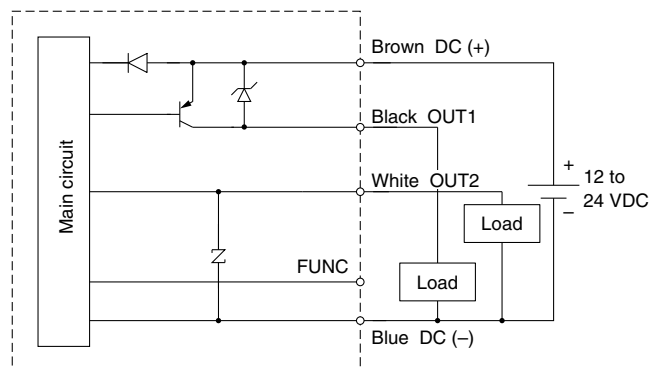 Main circuit
Brown DC (+)
Black OUT1
White OUT2
FUNC
Blue DC (–)
Load
Load
+
–
12 to
24 VDC